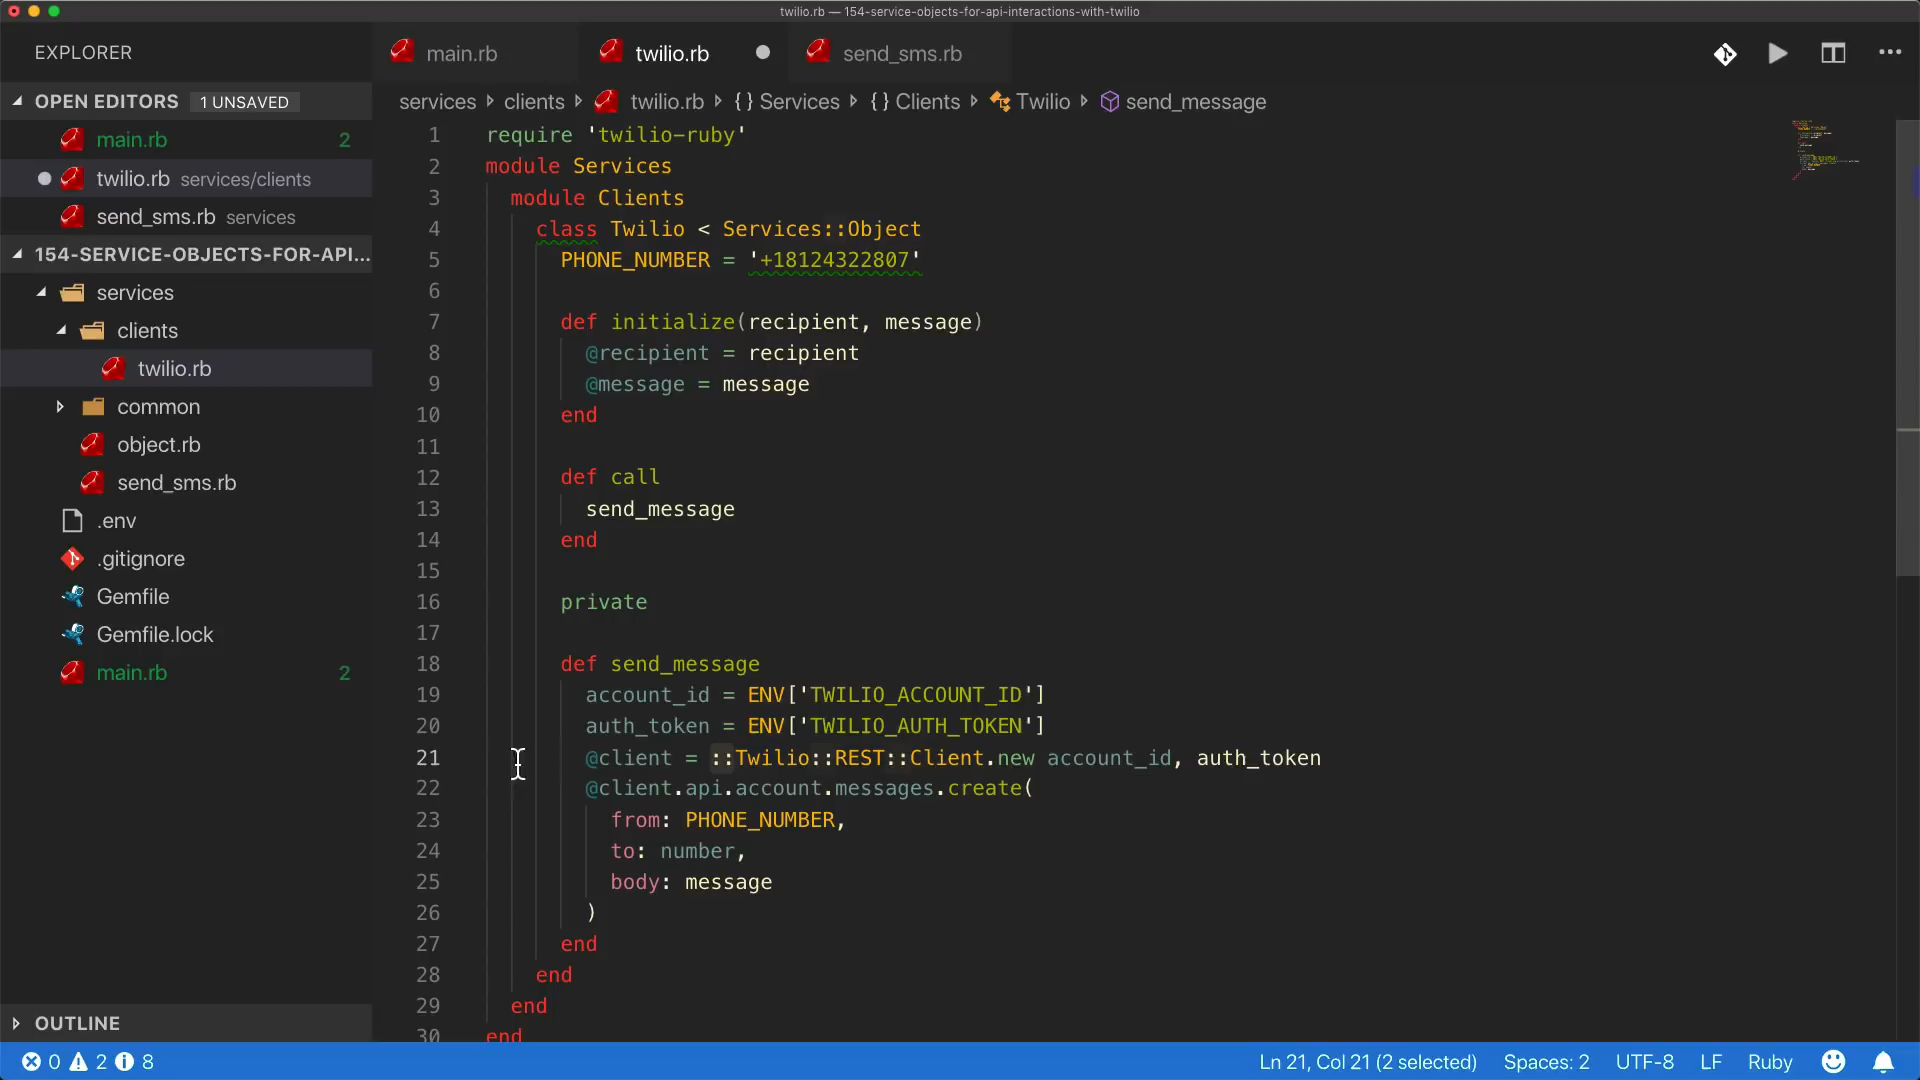 twilio.rb — 154-service-objects-for-api-interactions-with-twilio
EXPLORER
main.rb
twilio.rb
send_sms.rb
OPEN EDITORS 1 UNSAVED
main.rb 2
twilio.rb services/clients
send_sms.rb services
154-SERVICE-OBJECTS-FOR-API...
services
clients
twilio.rb
common
object.rb
send_sms.rb
.env
.gitignore
Gemfile
Gemfile.lock
main.rb 2
OUTLINE
services clients twilio.rb {} Services {} Clients Twilio send_message
1 require 'twilio-ruby'
2 module Services
3 module Clients
4 class Twilio < Services::Object
5 PHONE_NUMBER = '+18124322807'
6
7 def initialize(recipient, message)
8 @recipient = recipient
9 @message = message
10 end
11
12 def call
13 send_message
14 end
15
16 private
17
18 def send_message
19 account_id = ENV['TWILIO_ACCOUNT_ID']
20 auth_token = ENV['TWILIO_AUTH_TOKEN']
21 @client = ::Twilio::REST::Client.new account_id, auth_token
22 @client.api.account.messages.create(
23 from: PHONE_NUMBER,
24 to: number,
25 body: message
26 )
27 end
28 end
29 end
30 end
0 2 8
Ln 21, Col 21 (2 selected) Spaces: 2 UTF-8 LF Ruby